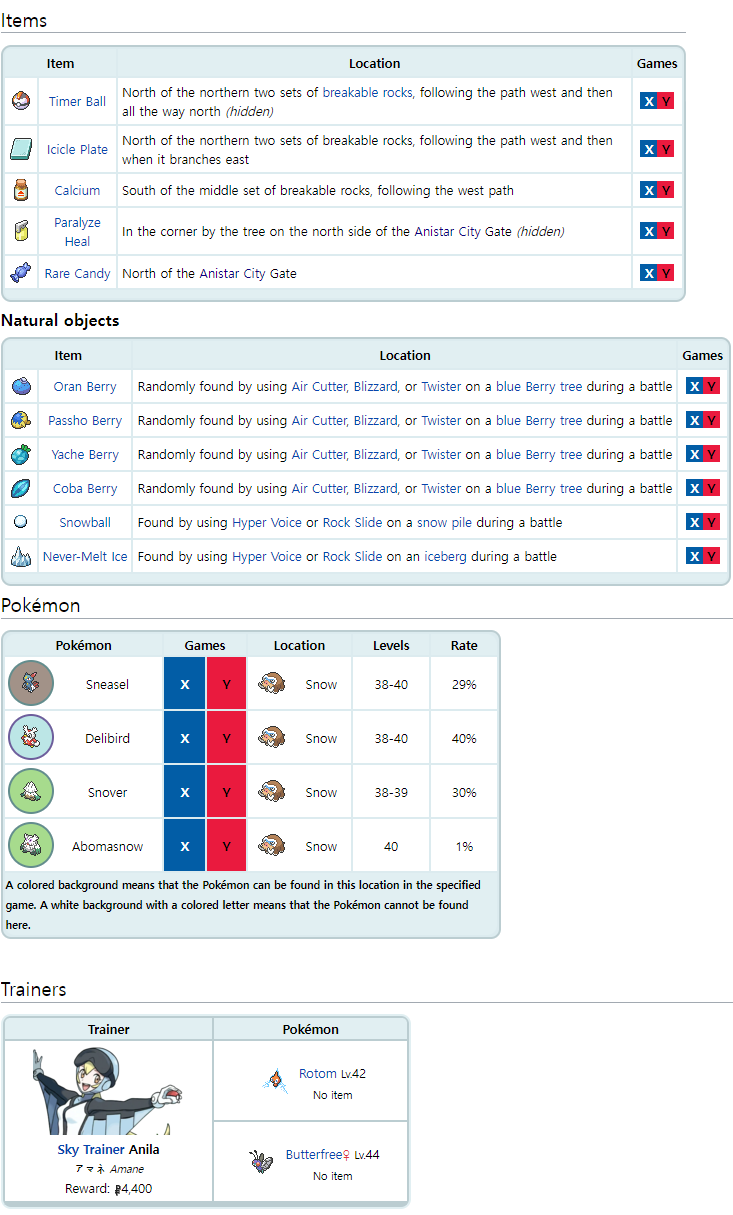 Items
Item Location Games
Timer Ball North of the northern two sets of breakable rocks, following the path west and then
all the way north (hidden) X Y
Icicle Plate North of the northern two sets of breakable rocks, following the path west and then
when it branches east X Y
Calcium South of the middle set of breakable rocks, following the west path X Y
Paralyze
Heal In the corner by the tree on the north side of the Anistar City Gate (hidden) X Y
Rare Candy North of the Anistar City Gate X Y
Natural objects
Item Location Games
Oran Berry Randomly found by using Air Cutter, Blizzard, or Twister on a blue Berry tree during a battle X Y
Passho Berry Randomly found by using Air Cutter, Blizzard, or Twister on a blue Berry tree during a battle X Y
Yache Berry Randomly found by using Air Cutter, Blizzard, or Twister on a blue Berry tree during a battle X Y
Coba Berry Randomly found by using Air Cutter, Blizzard, or Twister on a blue Berry tree during a battle X Y
Snowball Found by using Hyper Voice or Rock Slide on a snow pile during a battle X Y
Never-Melt Ice Found by using Hyper Voice or Rock Slide on an iceberg during a battle X Y
Pokémon
Pokémon Games Location Levels Rate
Sneasel X Y Snow 38-40 29%
Delibird X Y Snow 38-40 40%
Snover X Y Snow 38-39 30%
Abomasnow X Y Snow 40 1%
A colored background means that the Pokémon can be found in this location in the specified
game. A white background with a colored letter means that the Pokémon cannot be found
here.
Trainers
Trainer Pokémon
Rotom Lv.42
No item
Sky Trainer Anila
アマネ Amane
Reward: 4,400
Butterfree♀ Lv.44
No item